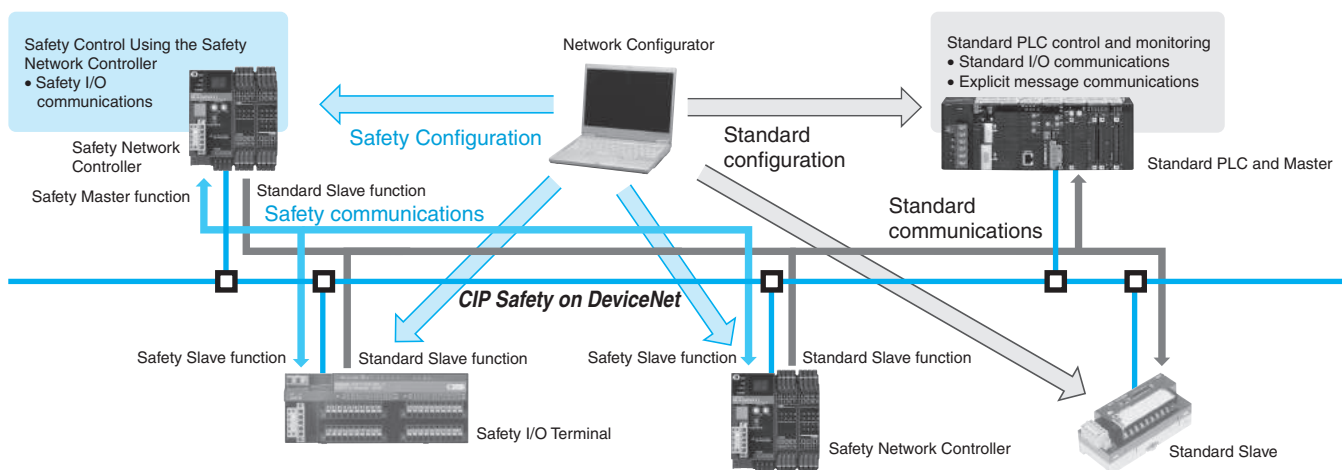 Safety Control Using the Safety
Network Controller
• Safety I/O
communications
Network Configurator
Standard PLC control and monitoring
• Standard I/O communications
• Explicit message communications
Safety Configuration
Standard
configuration
Safety Network
Controller
Standard PLC and Master
Safety Master function
Standard Slave function
Safety communications
Standard
communications
CIP Safety on DeviceNet
Safety Slave function
Standard Slave function
Safety Slave function
Standard Slave function
Safety I/O Terminal
Safety Network Controller
Standard Slave